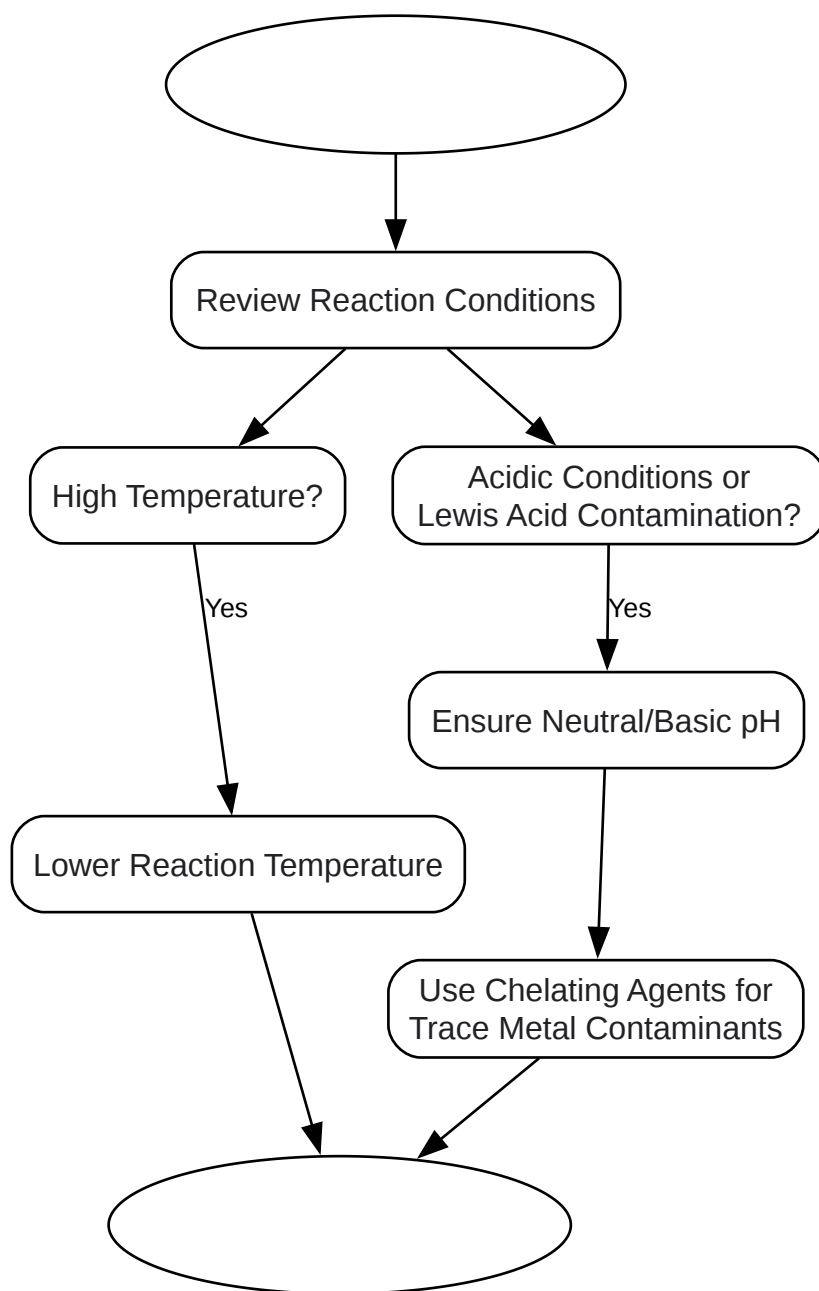 Review Reaction Conditions
High Temperature?
Acidic Conditions or
Lewis Acid Contamination?
Yes
Yes
Ensure Neutral/Basic pH
Lower Reaction Temperature
Use Chelating Agents for
Trace Metal Contaminants